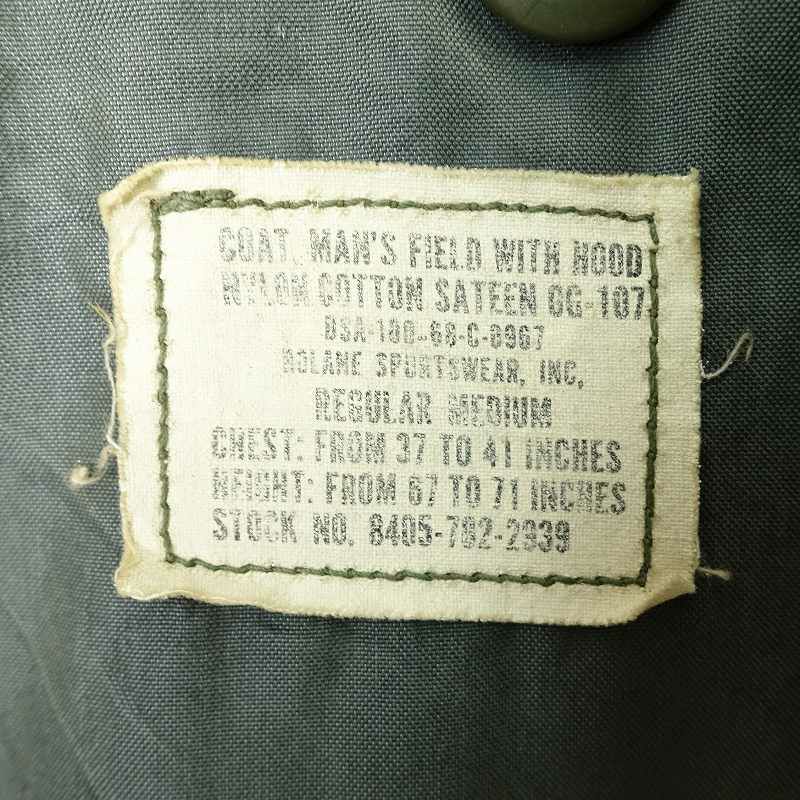 COAT, MAN'S FIELD WITH HOOD
NYLON COTTON SATEEN OG-107
DSA-100-68-C-0967
ROLANE SPORTSWEAR, INC.
REGULAR MEDIUM
CHEST: FROM 37 TO 41 INCHES
HEIGHT: FROM 67 TO 71 INCHES
STOCK NO. 8405-782-2939